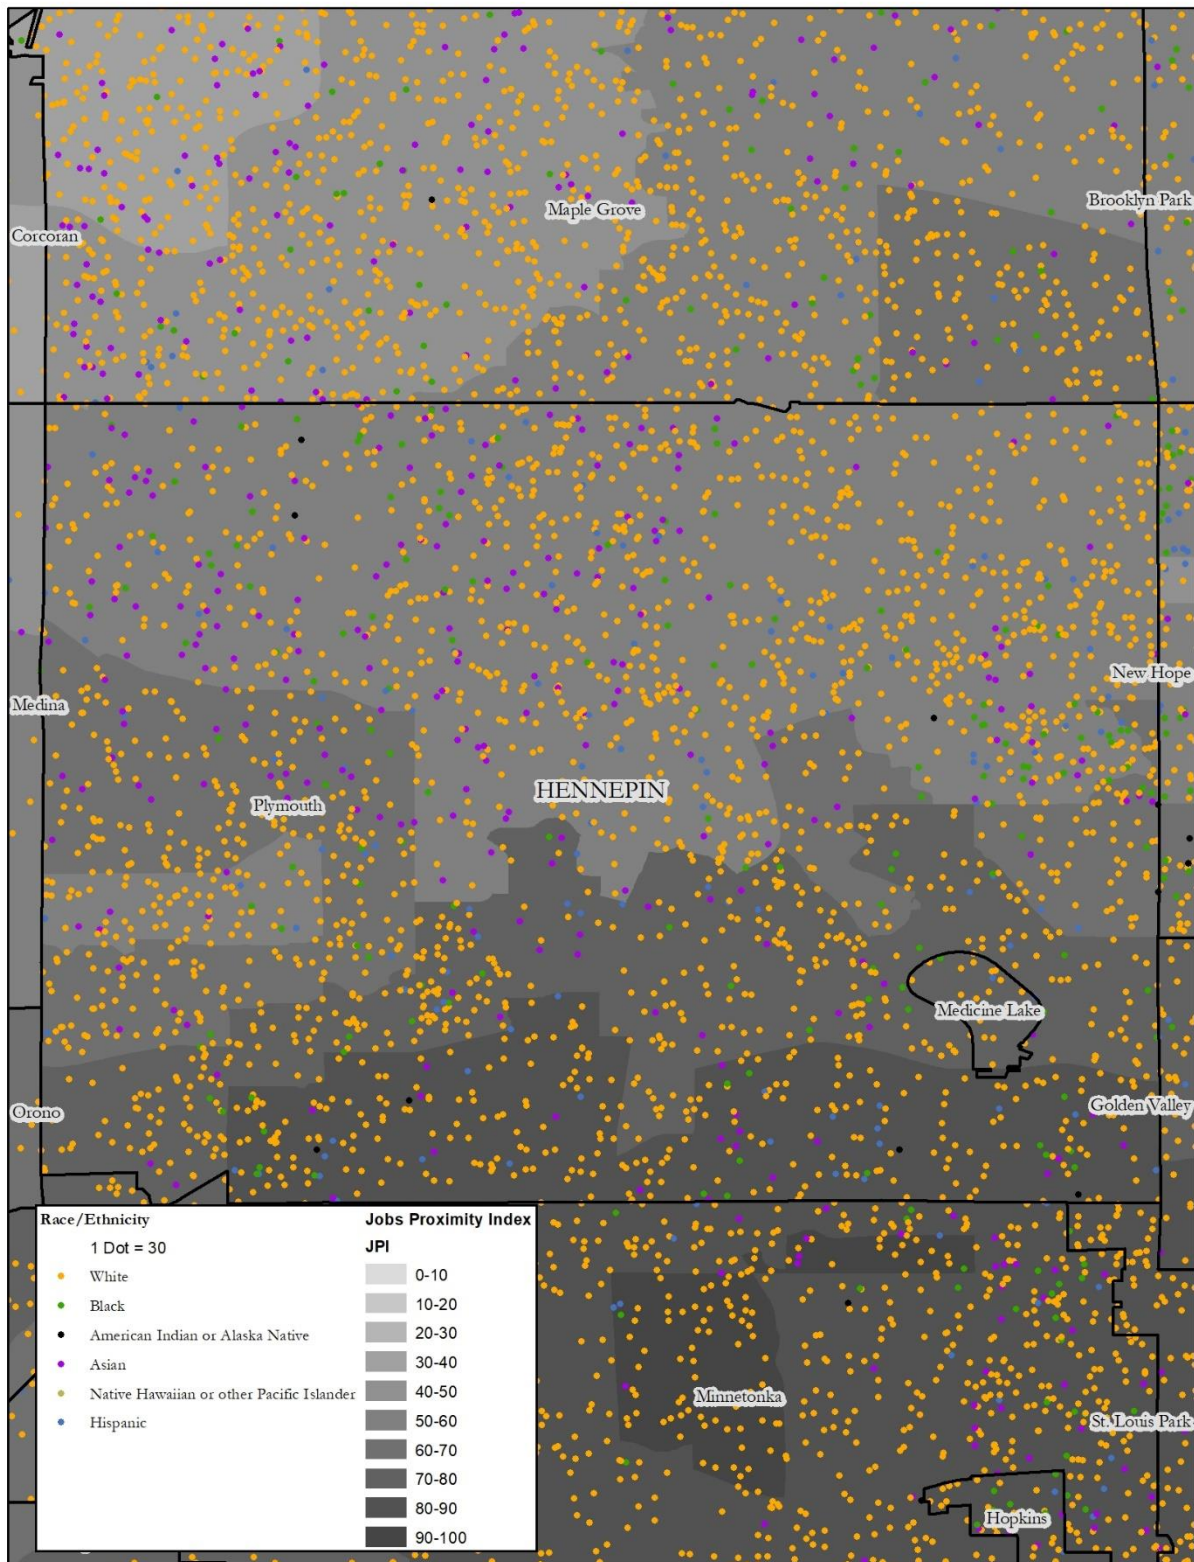 Brooklyn Park
Maple Grove
Corcoran
New Hope
Medina
HENNEPIN
Plymouth
Medicine Lake
Orono
Golden Valley
Race/Ethnicity
1 Dot = 30
White
Black
American Indian or Alaska Native
Asian
Native Hawaiian or other Pacific Islander
Hispanic
Jobs Proximity Index
JPI
0-10
10-20
20-30
30-40
40-50
50-60
60-70
70-80
80-90
90-100
Minnetonka
St. Louis Park
Hopkins